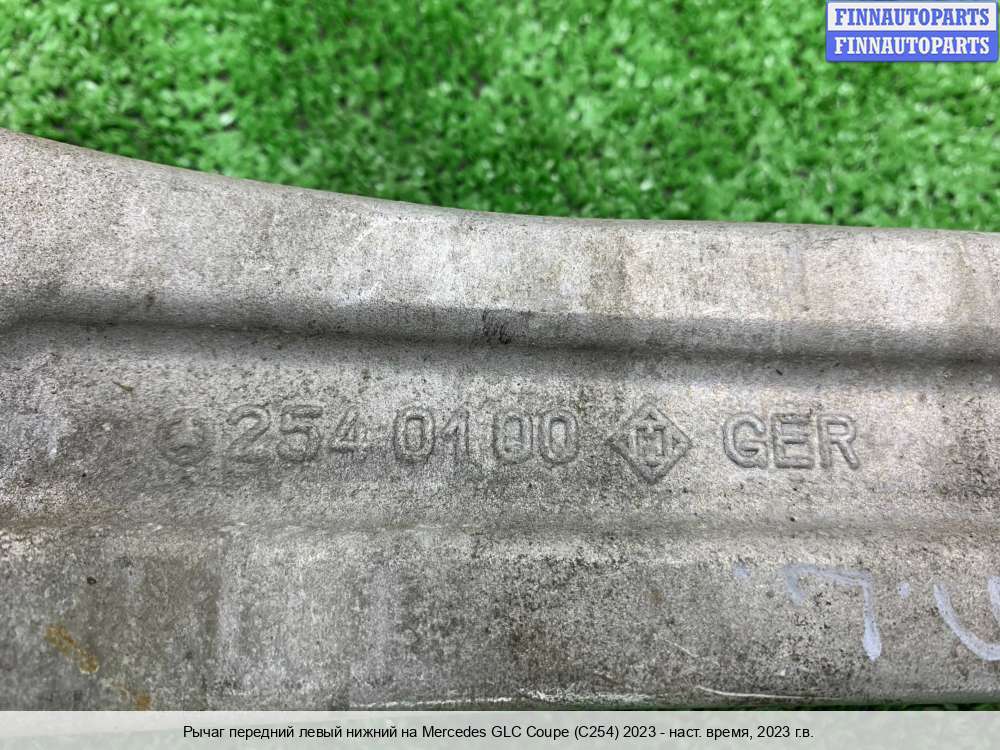 FINNAUTOPARTS
FINNAUTOPARTS
254 01 00 GER
Рычаг передний левый нижний на Mercedes GLC Coupe (C254) 2023 - наст. время, 2023 г.в.